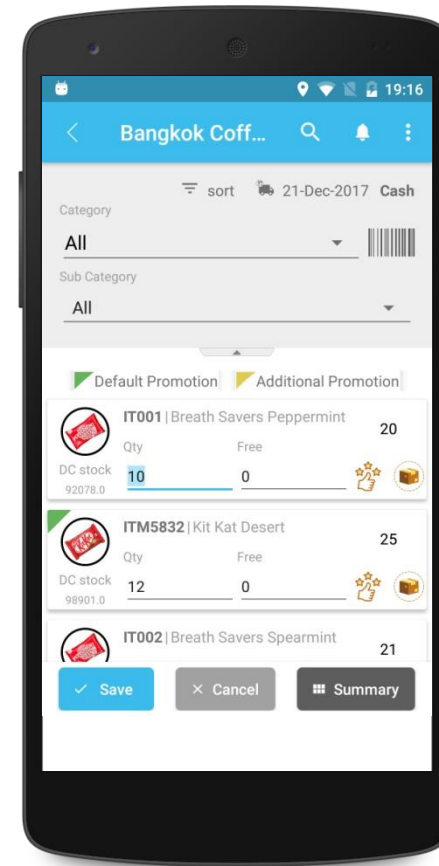 19:16
Bangkok Coff...
sort 21-Dec-2017 Cash
Category
All
Sub Category
All
Default Promotion Additional Promotion
IT001 | Breath Savers Peppermint
20
Qty Free
DC stock 10 0
92078.0
ITM5832 | Kit Kat Desert
25
Qty Free
DC stock 12 0
98901.0
IT002 | Breath Savers Spearmint
21
Save Cancel Summary